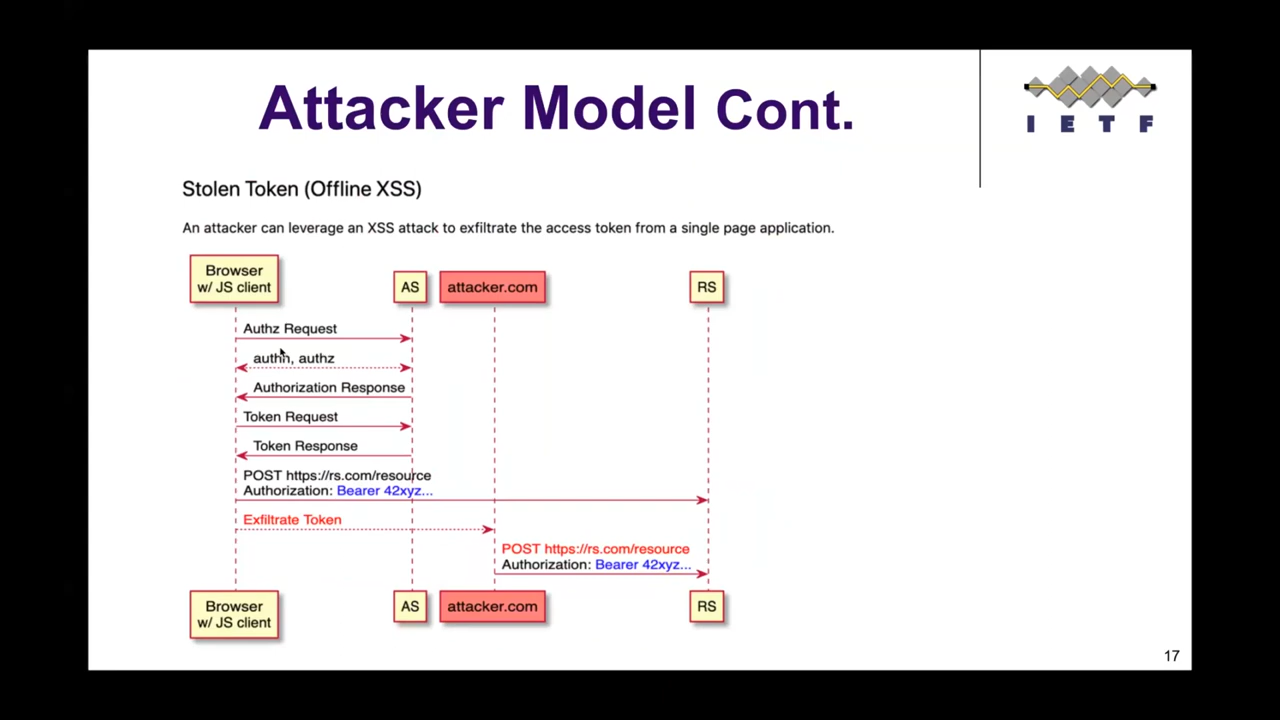 Attacker Model Cont.
I E T F
Stolen Token (Offline XSS)
An attacker can leverage an XSS attack to exfiltrate the access token from a single page application.
Browser
w/ JS client
AS
attacker.com
RS
Authz Request
authn, authz
Authorization Response
Token Request
Token Response
POST https://rs.com/resource
Authorization: Bearer 42xyz...
Exfiltrate Token
POST https://rs.com/resource
Authorization: Bearer 42xyz...
Browser
w/ JS client
AS
attacker.com
RS
17